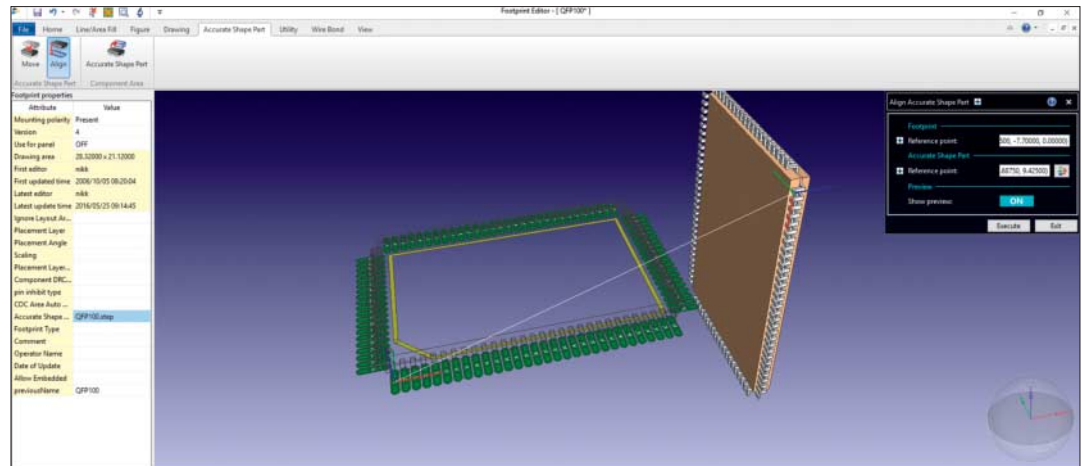 Footprint Editor - [ QFP100* ]
File Home Line/Area Fill Figure Drawing Accurate Shape Part Utility Wire Bond View
Move Align Accurate Shape Part
Accurate Shape Part Component Area
Footprint properties
Attribute Value
Mounting polarity Present
Version 4
Use for panel OFF
Drawing area 28.32000 x 21.12000
First editor nikk
First updated time 2006/10/05 08:20:04
Latest editor nikk
Latest update time 2016/05/25 09:14:45
Ignore Layout Ar...
Placement Layer
Placement Angle
Scaling
Placement Layer...
Component DRC...
pin inhibit type
CDC Area Auto ...
Accurate Shape ... QFP100.step
Footprint Type
Comment
Operator Name
Date of Update
Allow Embedded
previousName QFP100
Align Accurate Shape Part
Footprint
Reference point: 500, -7.70000, 0.00000)
Accurate Shape Part
Reference point: 9.42500)
Preview
Show preview: ON
Execute Exit